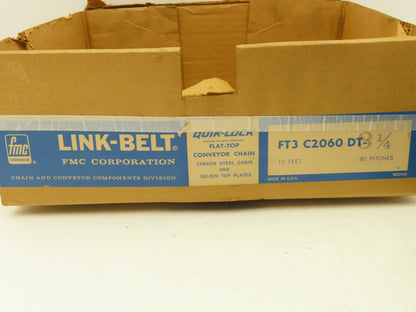 fmc
CORPORATION
LINK-BELT®
FMC CORPORATION
CHAIN AND CONVEYOR COMPONENTS DIVISION
QUIK-LOCK
FLAT-TOP
CONVEYOR CHAIN
CARBON STEEL CHAIN
AND
DELRIN TOP PLATES
FT3 C2060 DT-3 1/4
10 FEET
80 PITCHES
MADE IN U.S.A.